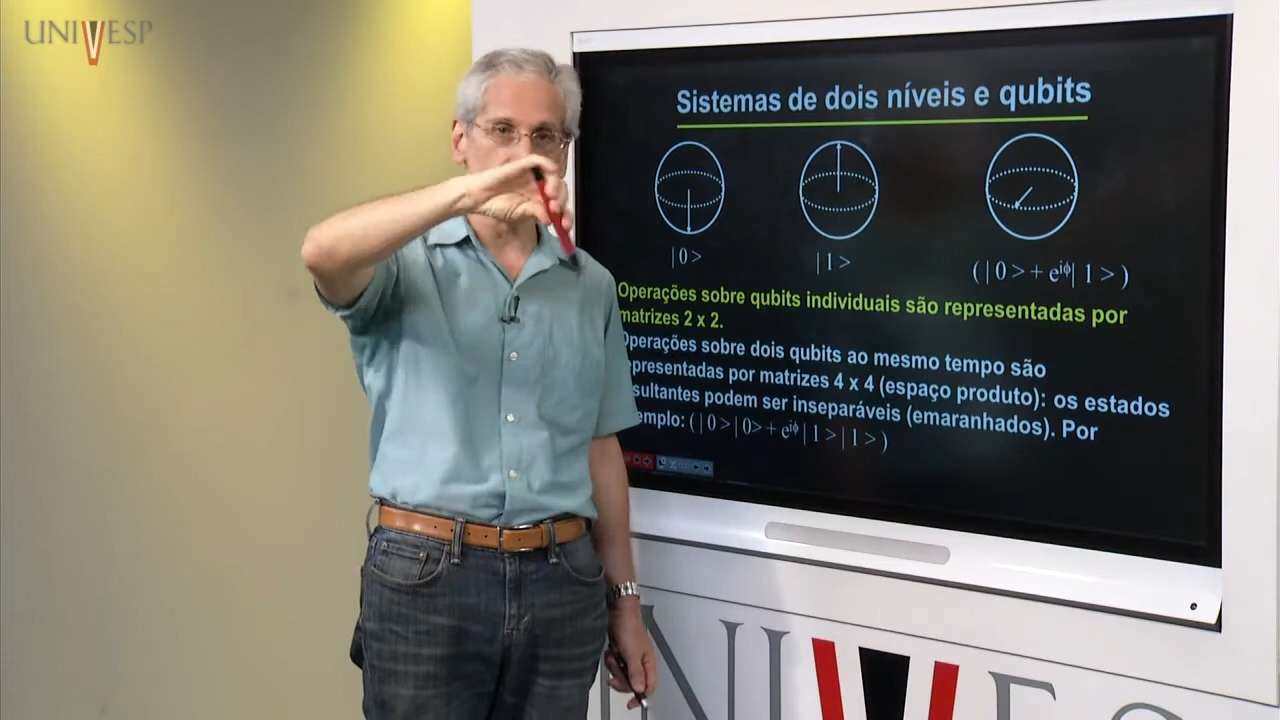 UNIVESP
Sistemas de dois níveis e qubits
|0>
|1>
(|0>+e^{iϕ}|1>)
Operações sobre qubits individuais são representadas por
matrizes 2 x 2.
Operações sobre dois qubits ao mesmo tempo são
epresentadas por matrizes 4 x 4 (espaço produto): os estados
sultantes podem ser inseparáveis (emaranhados). Por
emplo: (|0>|0>+e^{iϕ}|1>|1>)
NIVES